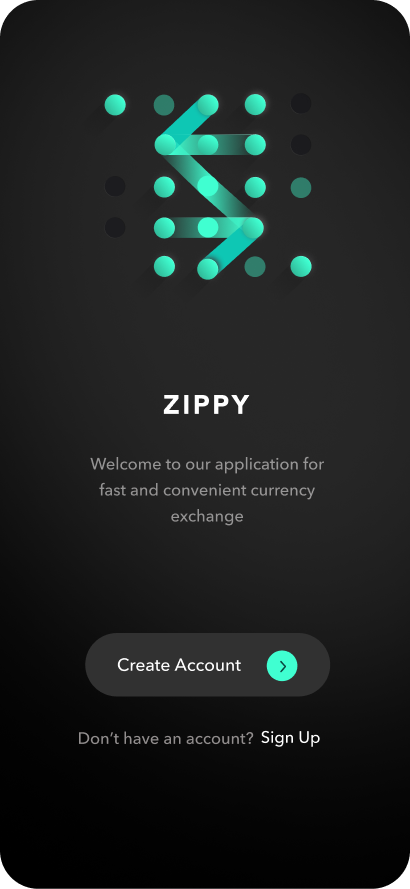 ZIPPY
Welcome to our application for
fast and convenient currency
exchange
Create Account
Don’t have an account? Sign Up